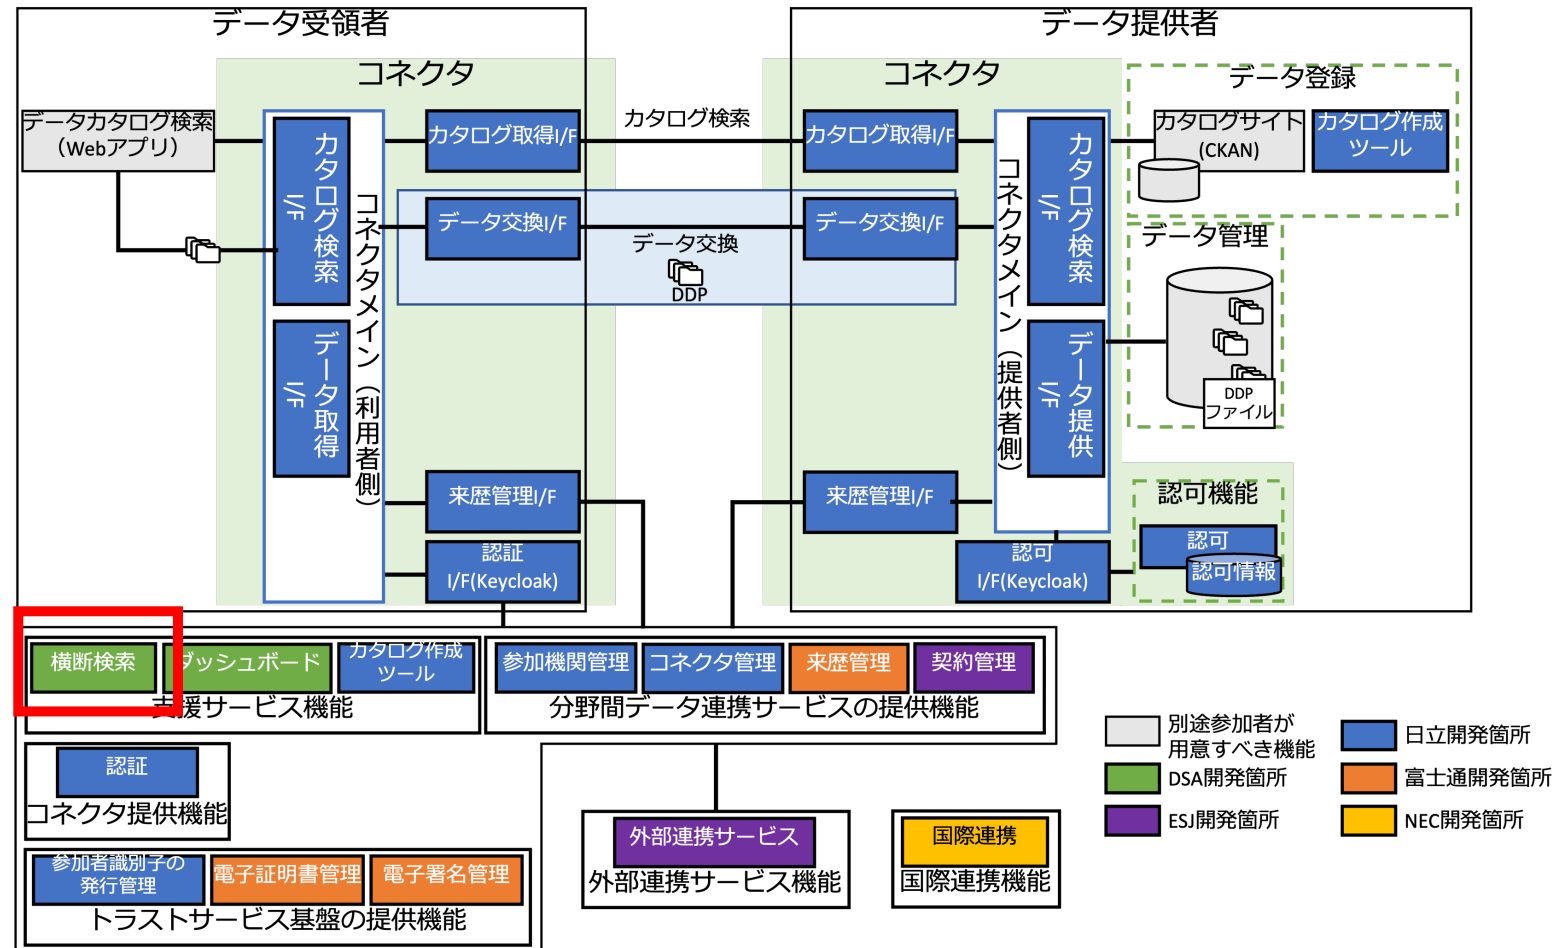 データ受領者
データ提供者
コネクタ
コネクタ
データ登録
データカタログ検索
（Webアプリ）
カタログ検索
I/F
データ取得
I/F
コネクタメイン（利用者側）
カタログ取得I/F
カタログ検索
カタログ取得I/F
データ交換I/F
データ交換
DDP
データ交換I/F
来歴管理I/F
来歴管理I/F
認証
I/F(Keycloak)
認可
I/F(Keycloak)
コネクタメイン（提供者側）
カタログ検索
I/F
データ提供
I/F
カタログサイト
(CKAN)
カタログ作成
ツール
データ管理
DDP
ファイル
認可機能
認可
認可情報
横断検索
ダッシュボード
カタログ作成
ツール
支援サービス機能
参加機関管理
コネクタ管理
来歴管理
契約管理
分野間データ連携サービスの提供機能
認証
コネクタ提供機能
参加者識別子の
発行管理
電子証明書管理
電子署名管理
トラストサービス基盤の提供機能
外部連携サービス
外部連携サービス機能
国際連携
国際連携機能
別途参加者が
用意すべき機能
日立開発箇所
DSA開発箇所
富士通開発箇所
ESJ開発箇所
NEC開発箇所